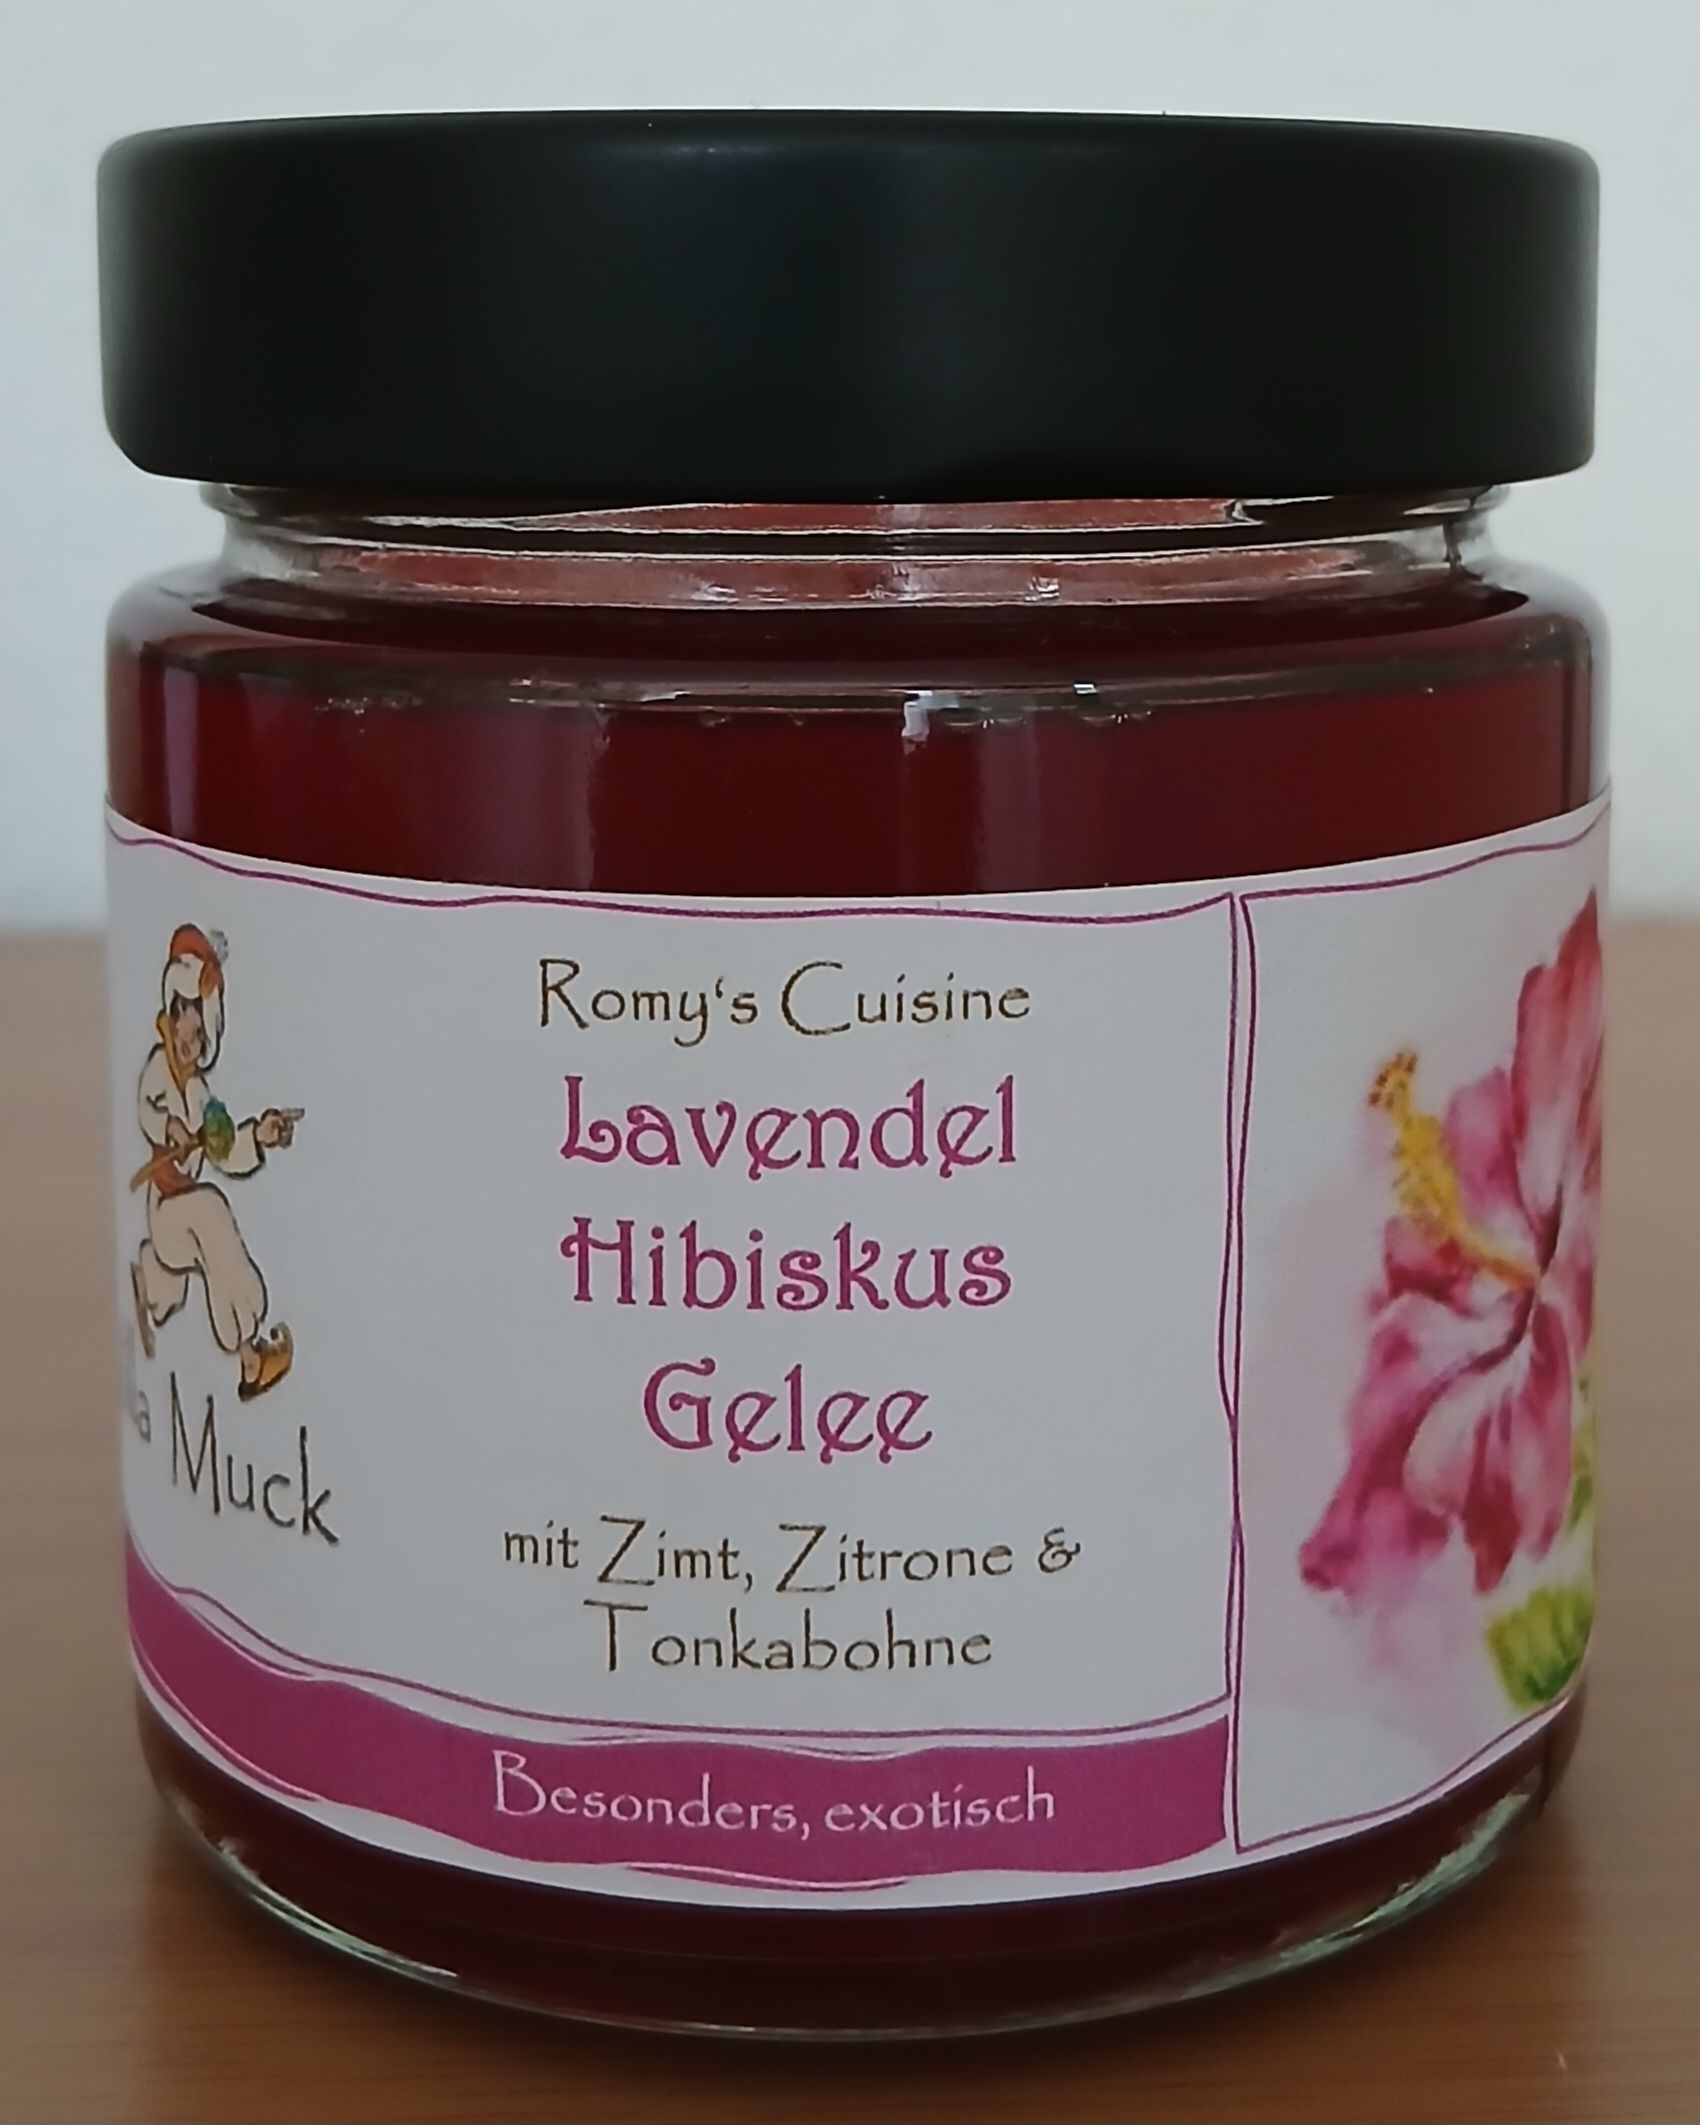 Romy‘s Cuisine
Lavendel
Hibiskus
Gelee
mit Zimt, Zitrone &
Tonkabohne
Muck
Besonders, exotisch